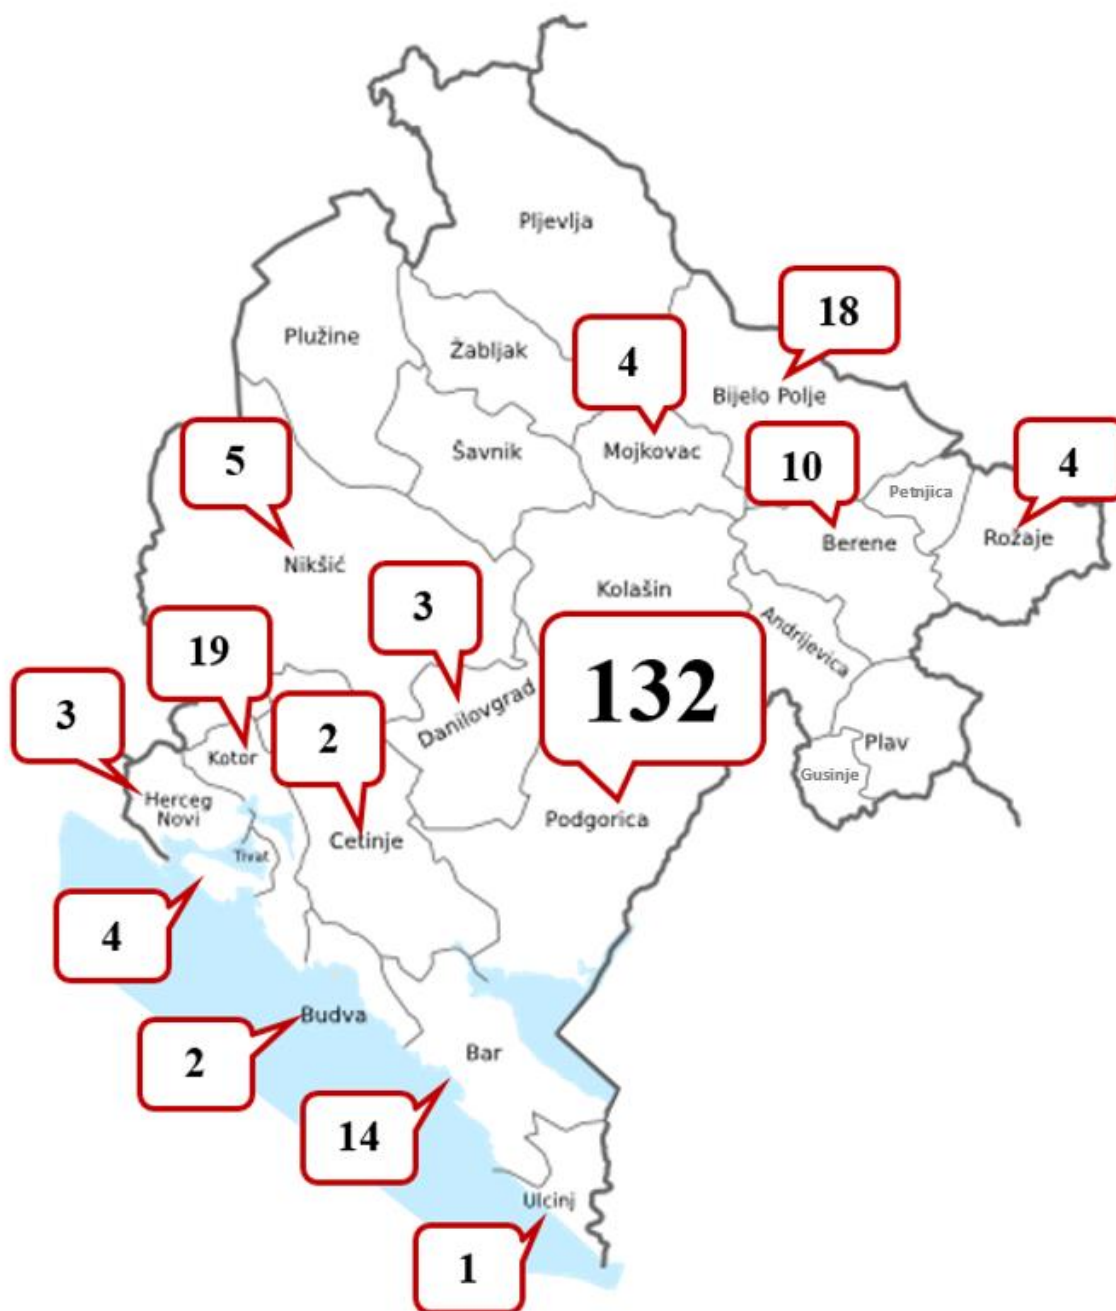 Pljevlja
18
Plužine
Žabljak
4
Bijelo Polje
5
Šavnik
Mojkovac
10
Petnjica
4
Nikšić
Berene
Rožaje
3
Kolašin
Andrijevica
19
132
3
2
Danilovgrad
Kotor
Plav
Gusinje
Herceg
Novi
Podgorica
Cetinje
Tivat
4
Budva
2
Bar
14
Ulcinj
1